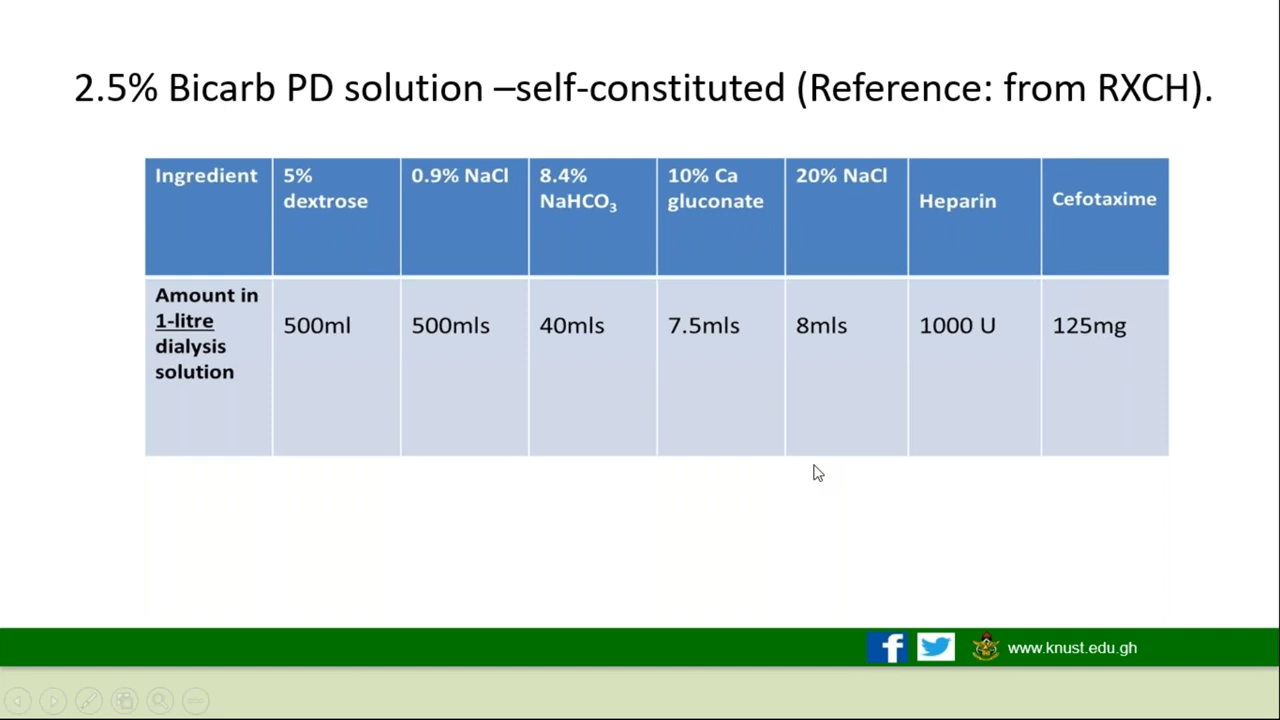 2.5% Bicarb PD solution –self-constituted (Reference: from RXCH).
Ingredient
5%
dextrose
0.9% NaCl
8.4%
NaHCO₃
10% Ca
gluconate
20% NaCl
Heparin
Cefotaxime
Amount in
1-litre
dialysis
solution
500ml
500mls
40mls
7.5mls
8mls
1000 U
125mg
www.knust.edu.gh